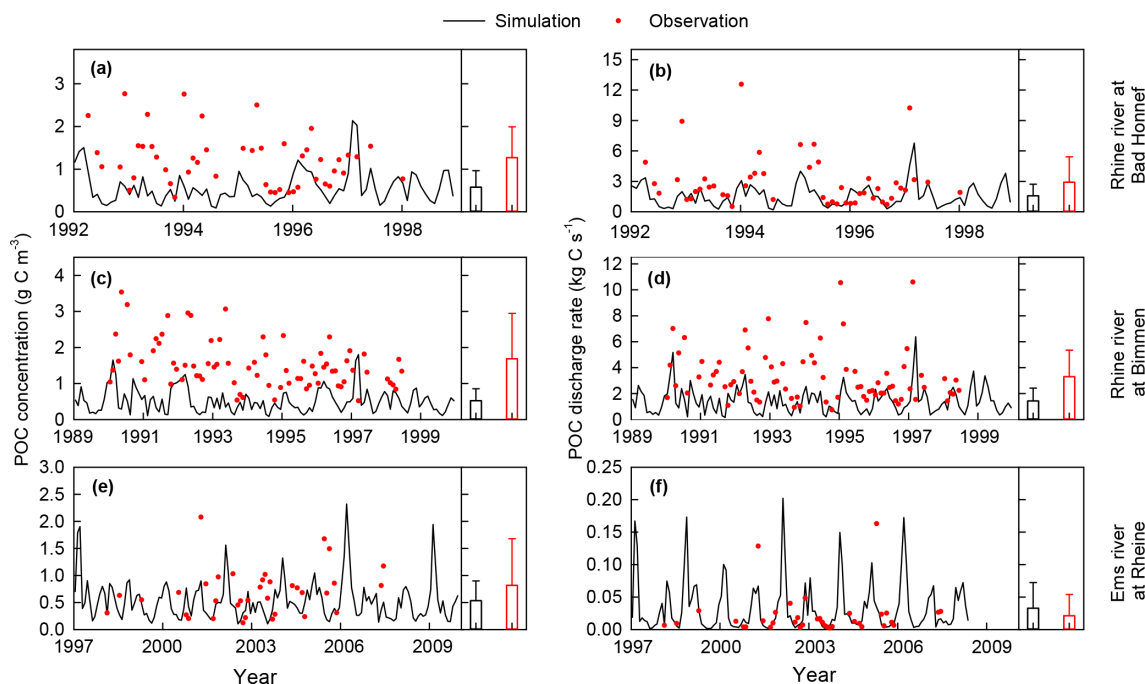 Simulation Observation
(a)
3
2
1
0
1992 1994 1996 1998
(b)
15
12
9
6
3
0
1992 1994 1996 1998
Rhine river at
Bad Honnef
POC concentration (g C m⁻³)
(c)
4
3
2
1
0
1989 1991 1993 1995 1997 1999
POC discharge rate (kg C s⁻¹)
(d)
12
10
8
6
4
2
0
1989 1991 1993 1995 1997 1999
Rhine river
at Bimmen
(e)
3.0
2.5
2.0
1.5
1.0
0.5
0.0
1997 2000 2003 2006 2009
Year
(f)
0.25
0.20
0.15
0.10
0.05
0.00
1997 2000 2003 2006 2009
Year
Ems river
at Rheine